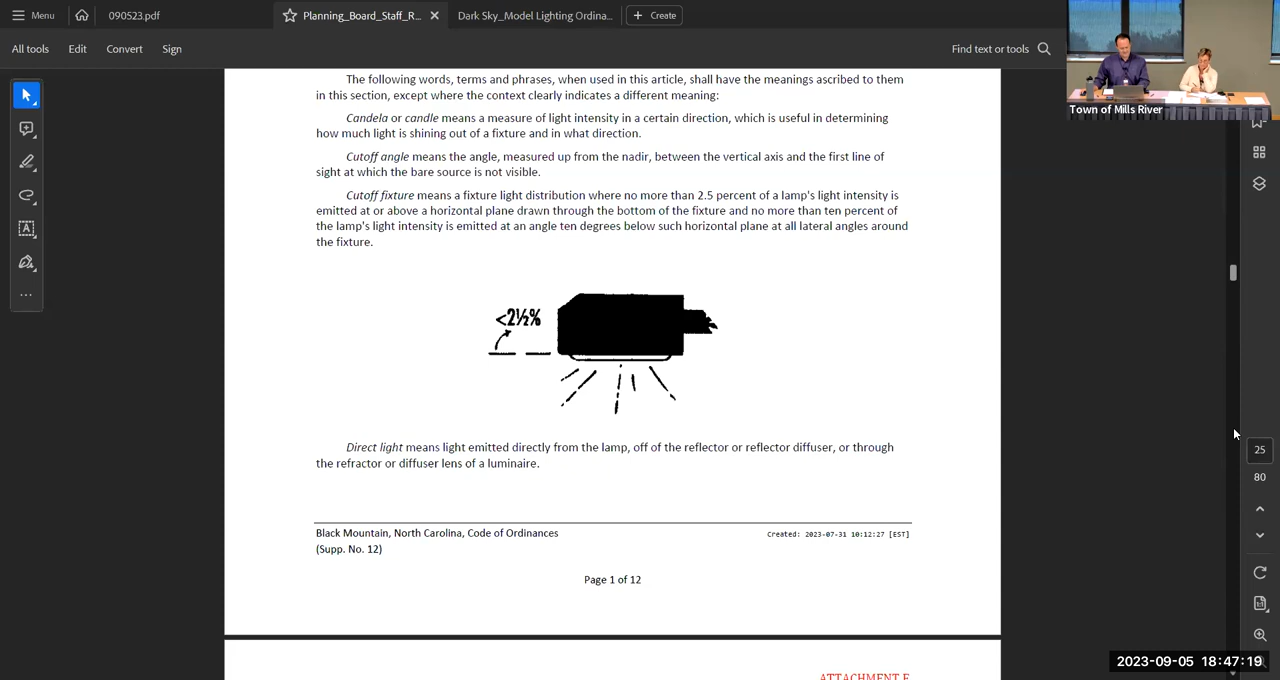 Menu
090523.pdf
Planning_Board_Staff_R...
Dark Sky_Model Lighting Ordina...
Create
All tools
Edit
Convert
Sign
Find text or tools
Town of Mills River
The following words, terms and phrases, when used in this article, shall have the meanings ascribed to them
in this section, except where the context clearly indicates a different meaning:
Candela or candle means a measure of light intensity in a certain direction, which is useful in determining
how much light is shining out of a fixture and in what direction.
Cutoff angle means the angle, measured up from the nadir, between the vertical axis and the first line of
sight at which the bare source is not visible.
Cutoff fixture means a fixture light distribution where no more than 2.5 percent of a lamp's light intensity is
emitted at or above a horizontal plane drawn through the bottom of the fixture and no more than ten percent of
the lamp's light intensity is emitted at an angle ten degrees below such horizontal plane at all lateral angles around
the fixture.
<2½%
Direct light means light emitted directly from the lamp, off of the reflector or reflector diffuser, or through
the refractor or diffuser lens of a luminaire.
Black Mountain, North Carolina, Code of Ordinances
Created: 2023-07-31 10:12:27 [EST]
(Supp. No. 12)
Page 1 of 12
ATTACHMENT F
25
80
2023-09-05 18:47:19